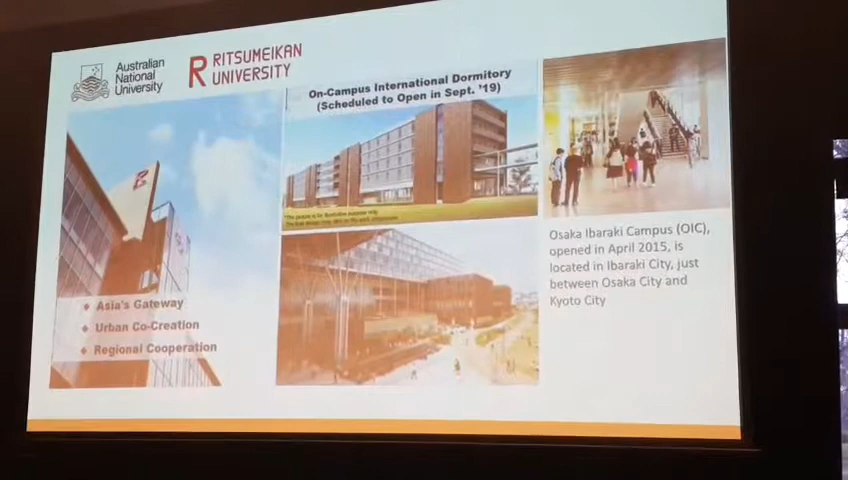 Australian
National
University
R RITSUMEIKAN
UNIVERSITY
On-Campus International Dormitory
(Scheduled to Open in Sept. '19)
◆ Asia's Gateway
◆ Urban Co-Creation
◆ Regional Cooperation
Osaka Ibaraki Campus (OIC),
opened in April 2015, is
located in Ibaraki City, just
between Osaka City and
Kyoto City